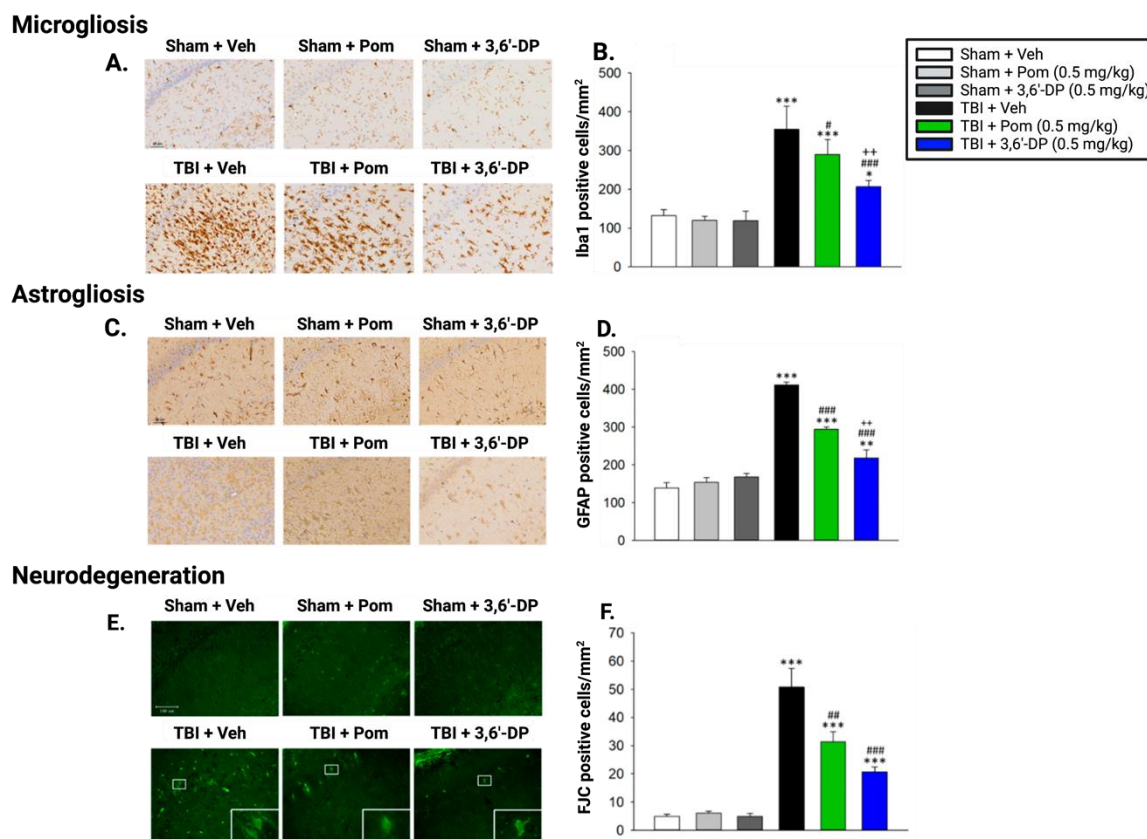 Microgliosis
A.
Sham + Veh Sham + Pom Sham + 3,6'-DP
TBI + Veh TBI + Pom TBI + 3,6'-DP
B.
Iba1 positive cells/mm²
500
400
300
200
100
0
***
#
***
++
###
*
Sham + Veh
Sham + Pom (0.5 mg/kg)
Sham + 3,6'-DP (0.5 mg/kg)
TBI + Veh
TBI + Pom (0.5 mg/kg)
TBI + 3,6'-DP (0.5 mg/kg)
Astrogliosis
C.
Sham + Veh Sham + Pom Sham + 3,6'-DP
TBI + Veh TBI + Pom TBI + 3,6'-DP
D.
GFAP positive cells/mm²
500
400
300
200
100
0
***
###
***
++
###
**
Neurodegeneration
E.
Sham + Veh Sham + Pom Sham + 3,6'-DP
TBI + Veh TBI + Pom TBI + 3,6'-DP
F.
FJC positive cells/mm²
70
60
50
40
30
20
10
0
***
##
***
###
***